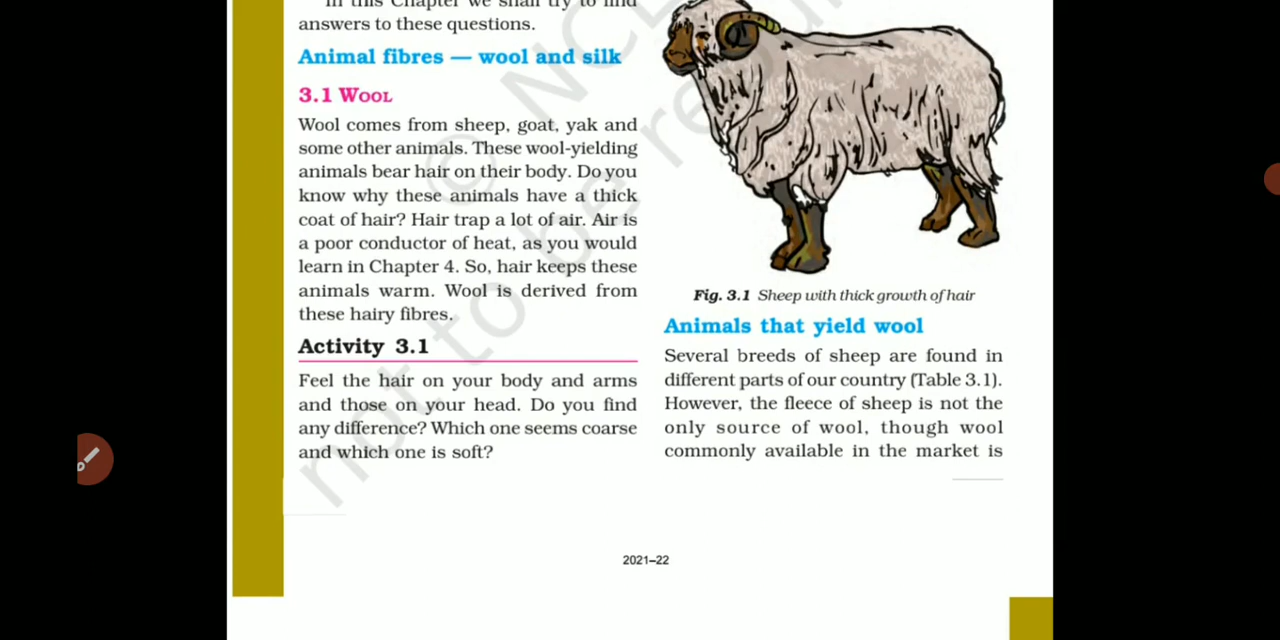 In this Chapter we shall try to find
answers to these questions.
Animal fibres — wool and silk
3.1 WOOL
Wool comes from sheep, goat, yak and
some other animals. These wool-yielding
animals bear hair on their body. Do you
know why these animals have a thick
coat of hair? Hair trap a lot of air. Air is
a poor conductor of heat, as you would
learn in Chapter 4. So, hair keeps these
animals warm. Wool is derived from
these hairy fibres.
Activity 3.1
Feel the hair on your body and arms
and those on your head. Do you find
any difference? Which one seems coarse
and which one is soft?
Fig. 3.1 Sheep with thick growth of hair
Animals that yield wool
Several breeds of sheep are found in
different parts of our country (Table 3.1).
However, the fleece of sheep is not the
only source of wool, though wool
commonly available in the market is
2021–22
© NCE
not to be re